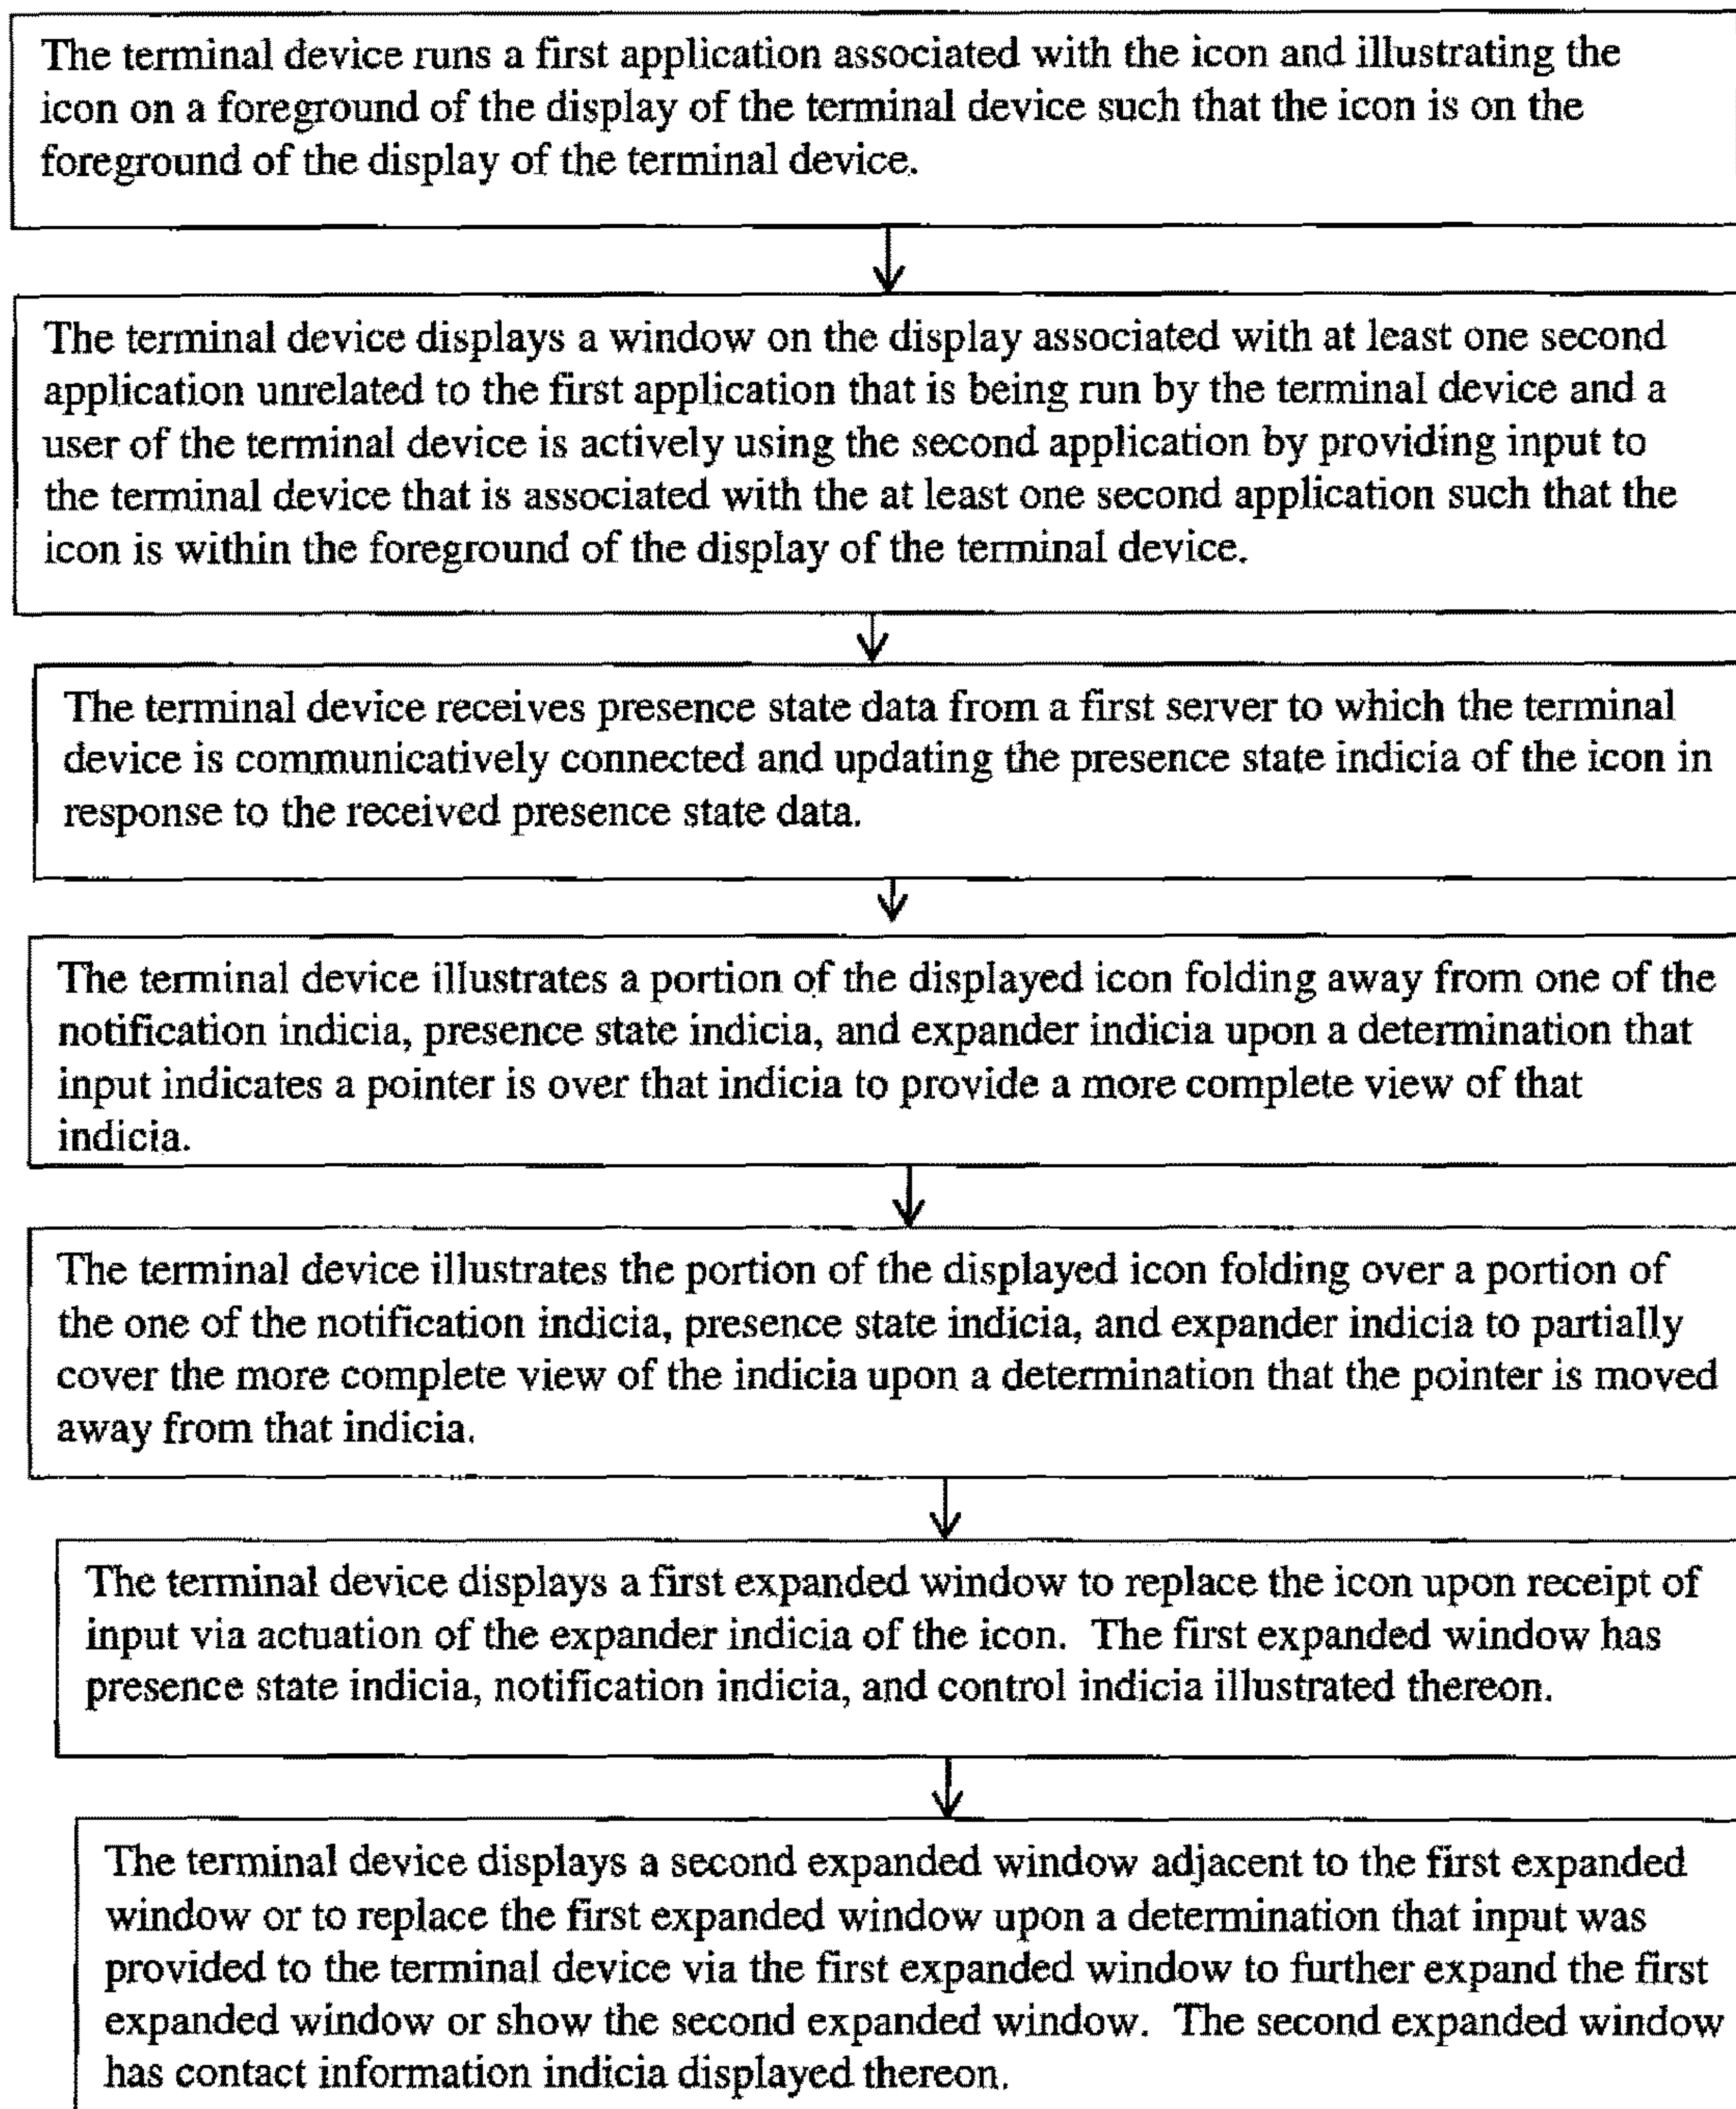 The terminal device runs a first application associated with the icon and illustrating the
icon on a foreground of the display of the terminal device such that the icon is on the
foreground of the display of the terminal device.
The terminal device displays a window on the display associated with at least one second
application unrelated to the first application that is being run by the terminal device and a
user of the terminal device is actively using the second application by providing input to
the terminal device that is associated with the at least one second application such that the
icon is within the foreground of the display of the terminal device.
The terminal device receives presence state data from a first server to which the terminal
device is communicatively connected and updating the presence state indicia of the icon in
response to the received presence state data.
The terminal device illustrates a portion of the displayed icon folding away from one of the
notification indicia, presence state indicia, and expander indicia upon a determination that
input indicates a pointer is over that indicia to provide a more complete view of that
indicia.
The terminal device illustrates the portion of the displayed icon folding over a portion of
the one of the notification indicia, presence state indicia, and expander indicia to partially
cover the more complete view of the indicia upon a determination that the pointer is moved
away from that indicia.
The terminal device displays a first expanded window to replace the icon upon receipt of
input via actuation of the expander indicia of the icon. The first expanded window has
presence state indicia, notification indicia, and control indicia illustrated thereon.
The terminal device displays a second expanded window adjacent to the first expanded
window or to replace the first expanded window upon a determination that input was
provided to the terminal device via the first expanded window to further expand the first
expanded window or show the second expanded window. The second expanded window
has contact information indicia displayed thereon.